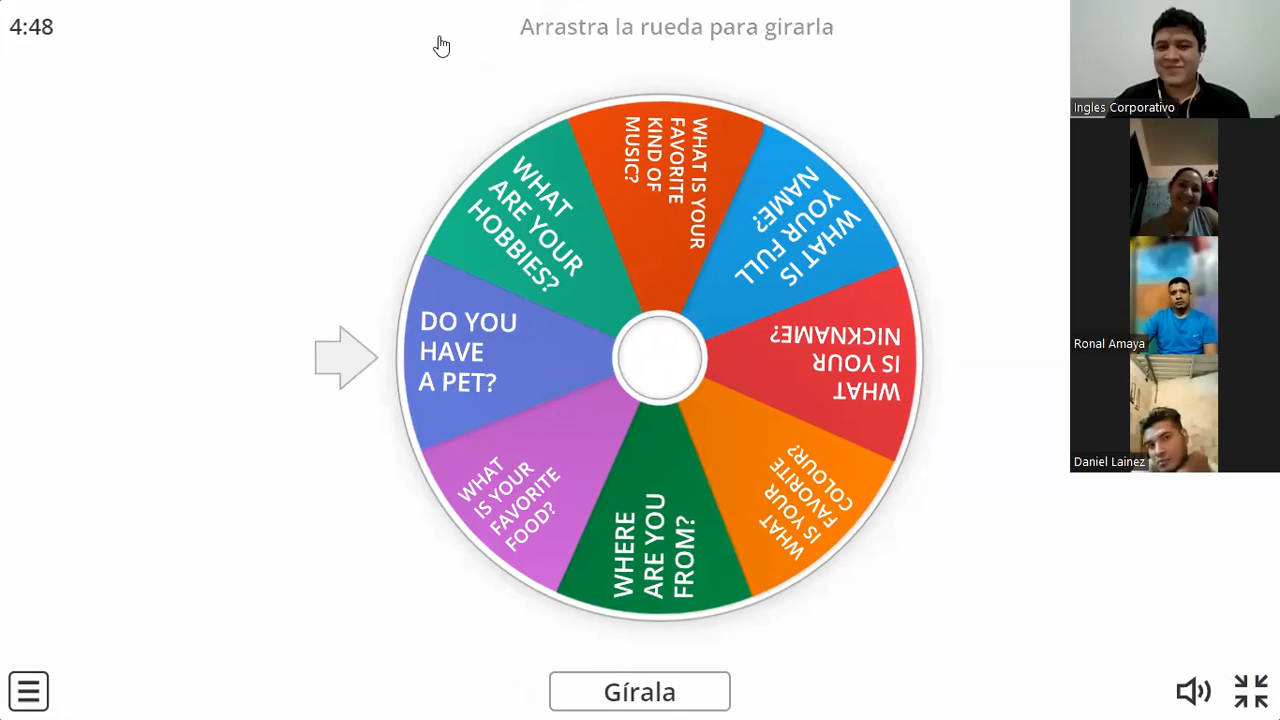 4:48
Arrastra la rueda para girarla
Ingles Corporativo
WHAT IS YOUR
FAVORITE
KIND OF
MUSIC?
WHAT IS
YOUR FULL
NAME?
WHAT
IS YOUR
NICKNAME?
WHAT
IS YOUR
FAVORITE
COLOUR?
WHERE
ARE YOU
FROM?
WHAT
IS YOUR
FAVORITE
FOOD?
DO YOU
HAVE
A PET?
WHAT
ARE YOUR
HOBBIES?
Ronal Amaya
Daniel Lainez
Gírala